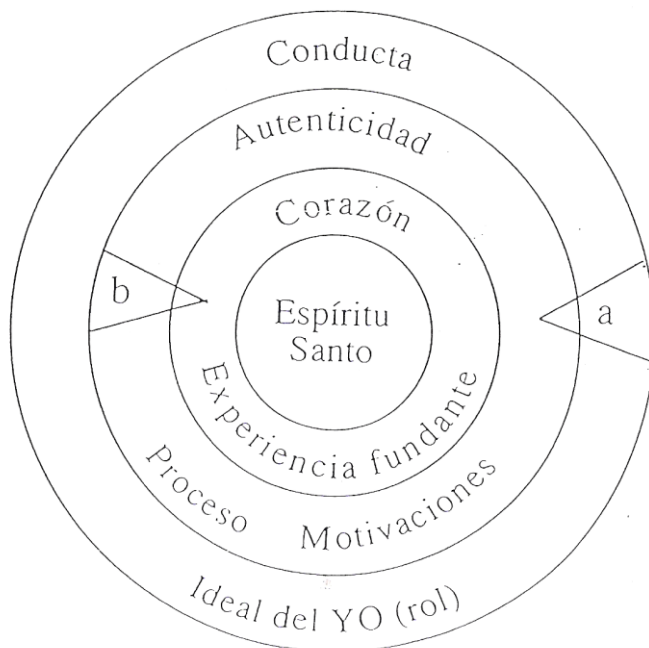 Conducta
Autenticidad
Corazón
b
Espíritu
Santo
a
Experiencia fundante
Proceso Motivaciones
Ideal del YO (rol)